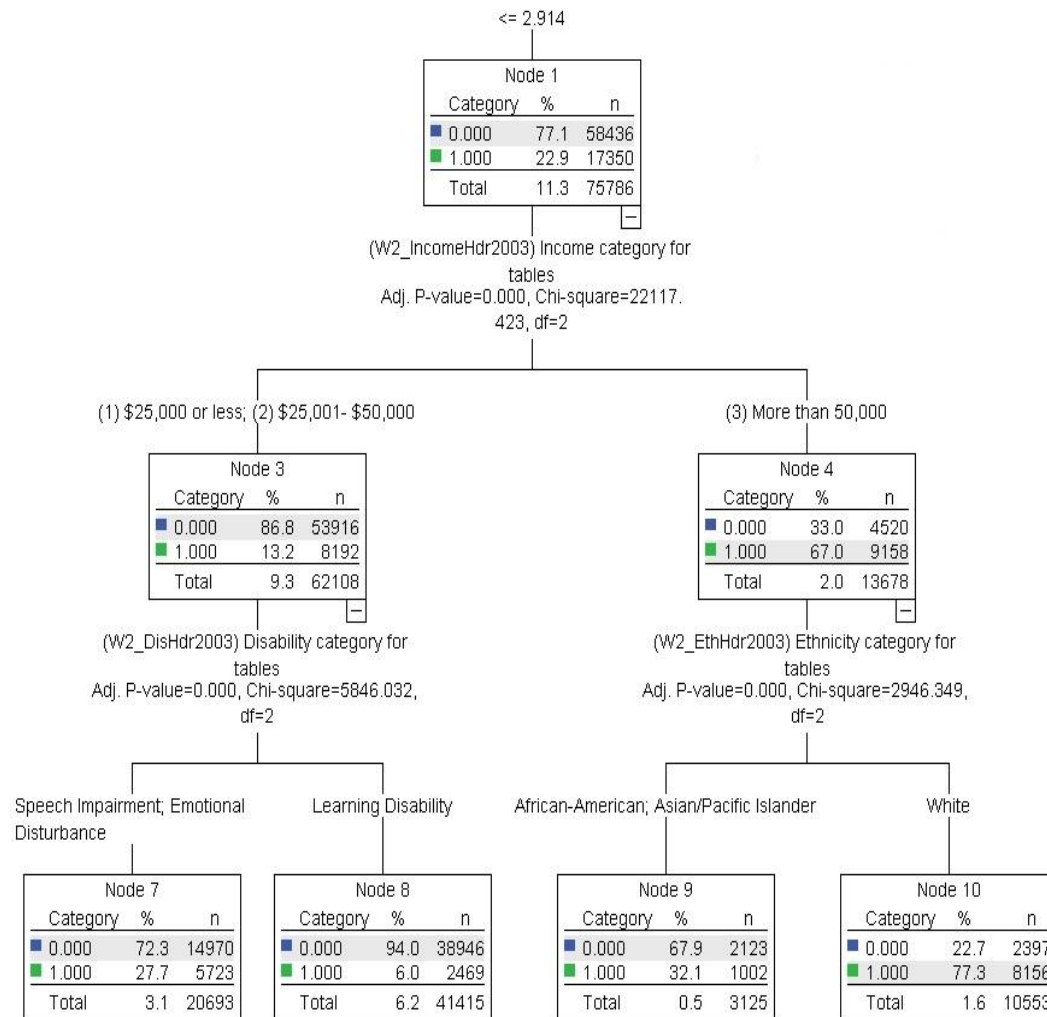 <= 2.914
Node 1
Category % n
0.000 77.1 58436
1.000 22.9 17350
Total 11.3 75786
(W2_IncomeHdr2003) Income category for
tables
Adj. P-value=0.000, Chi-square=22117.
423, df=2
(1) $25,000 or less; (2) $25,001- $50,000
(3) More than 50,000
Node 3
Category % n
0.000 86.8 53916
1.000 13.2 8192
Total 9.3 62108
Node 4
Category % n
0.000 33.0 4520
1.000 67.0 9158
Total 2.0 13678
(W2_DisHdr2003) Disability category for
tables
Adj. P-value=0.000, Chi-square=5846.032,
df=2
(W2_EthHdr2003) Ethnicity category for
tables
Adj. P-value=0.000, Chi-square=2946.349,
df=2
Speech Impairment; Emotional
Disturbance
Learning Disability
African-American; Asian/Pacific Islander
White
Node 7
Category % n
0.000 72.3 14970
1.000 27.7 5723
Total 3.1 20693
Node 8
Category % n
0.000 94.0 38946
1.000 6.0 2469
Total 6.2 41415
Node 9
Category % n
0.000 67.9 2123
1.000 32.1 1002
Total 0.5 3125
Node 10
Category % n
0.000 22.7 2397
1.000 77.3 8156
Total 1.6 10553